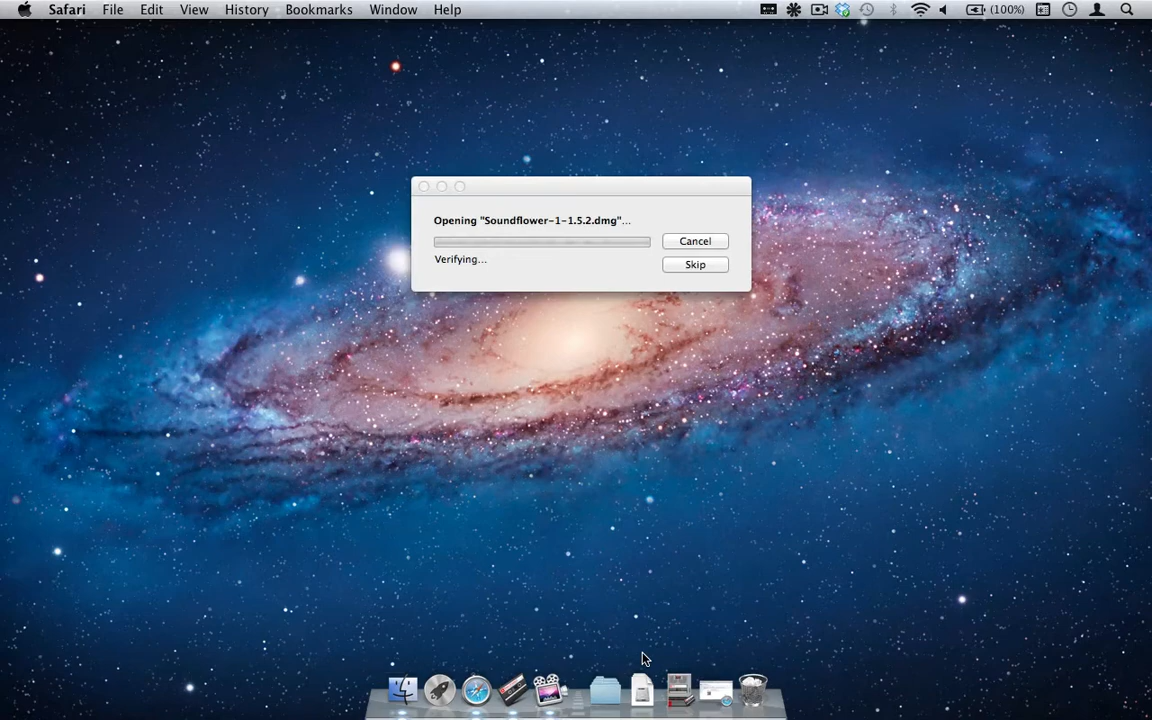 Safari File Edit View History Bookmarks Window Help (100%)
Opening "Soundflower-1-1.5.2.dmg"...
Cancel
Verifying...
Skip